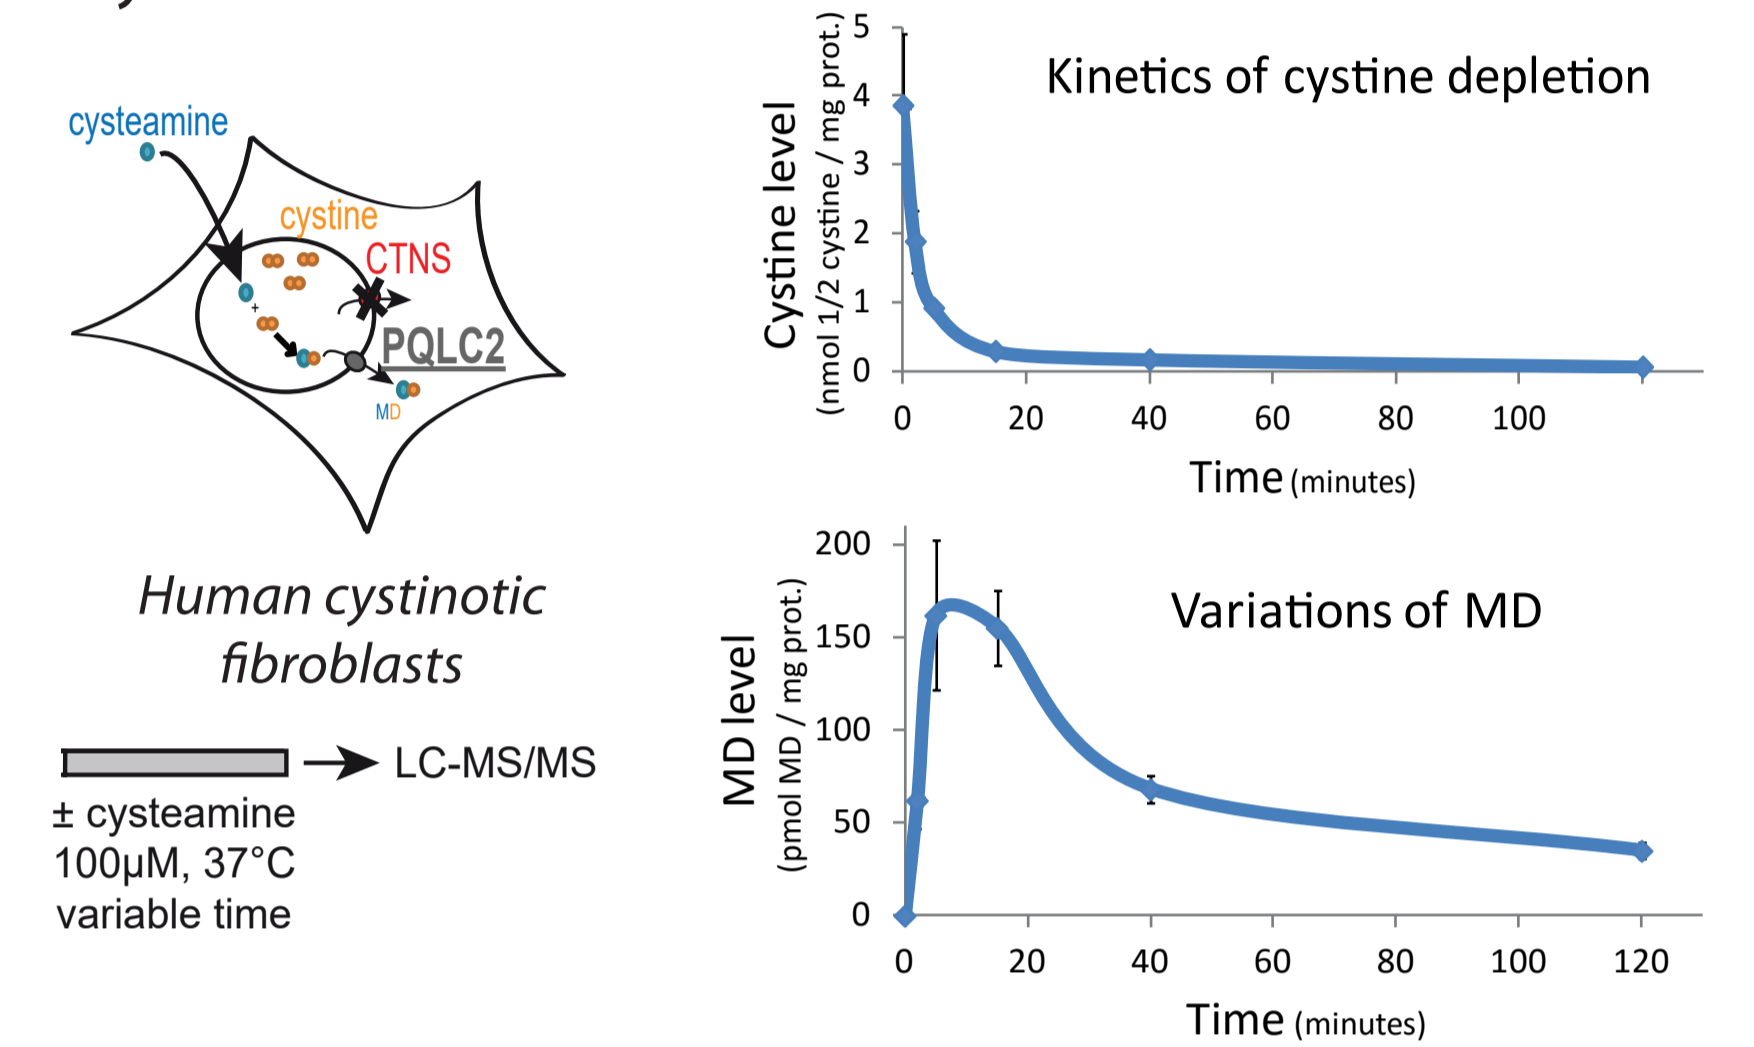 cysteamine
cystine
CTNS
+
PQLC2
MD
Human cystinotic
fibroblasts
LC-MS/MS
± cysteamine
100µM, 37°C
variable time
Kinetics of cystine depletion
Cystine level
(nmol 1/2 cystine / mg prot.)
5
4
3
2
1
0
0 20 40 60 80 100
Time (minutes)
Variations of MD
MD level
(pmol MD / mg prot.)
200
150
100
50
0
0 20 40 60 80 100 120
Time (minutes)